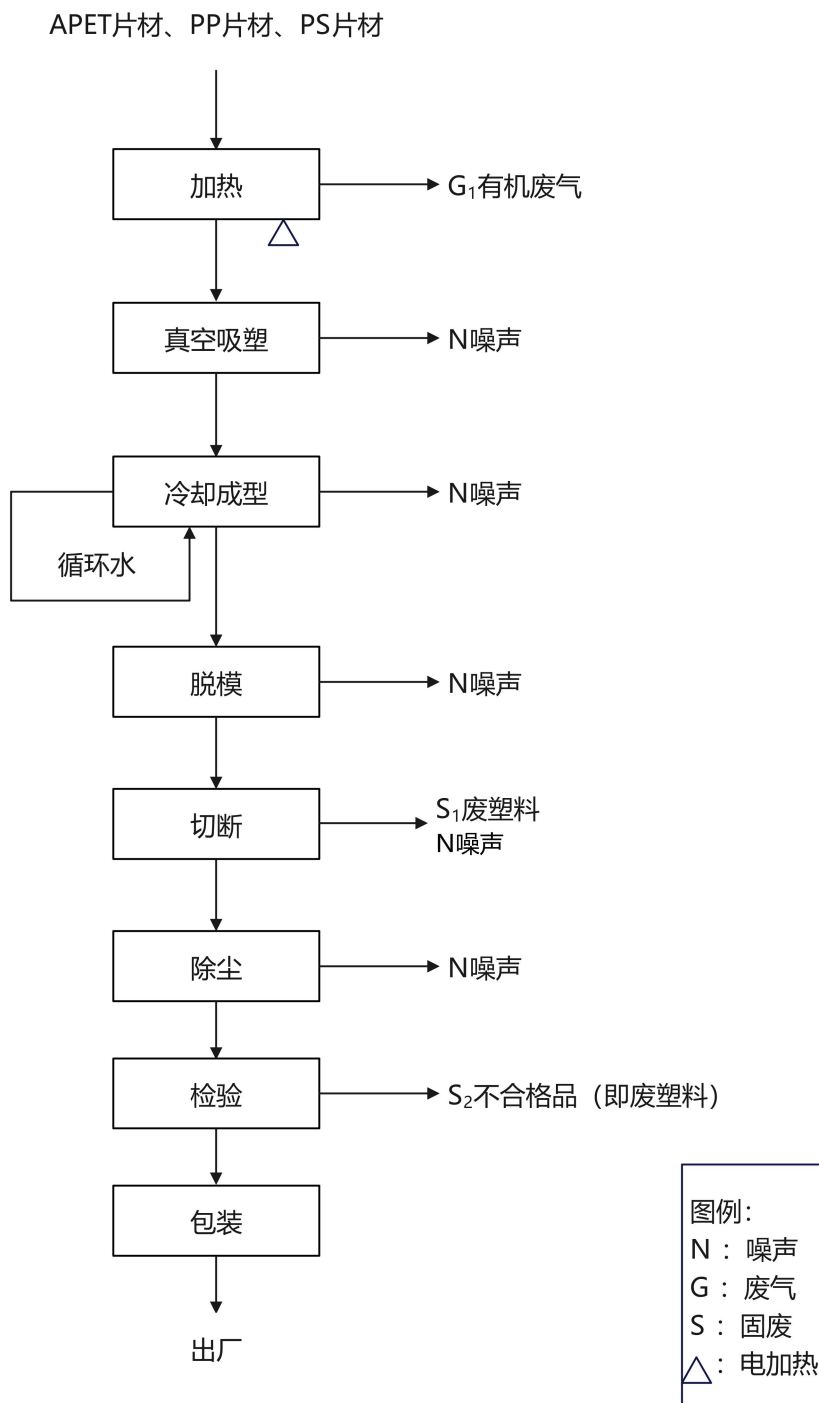 APET片材、PP片材、PS片材
加热
G₁有机废气
真空吸塑
N噪声
冷却成型
N噪声
循环水
脱模
N噪声
切断
S₁废塑料
N噪声
除尘
N噪声
检验
S₂不合格品（即废塑料）
包装
出厂
图例：
N ： 噪声
G ： 废气
S ： 固废
△ ： 电加热